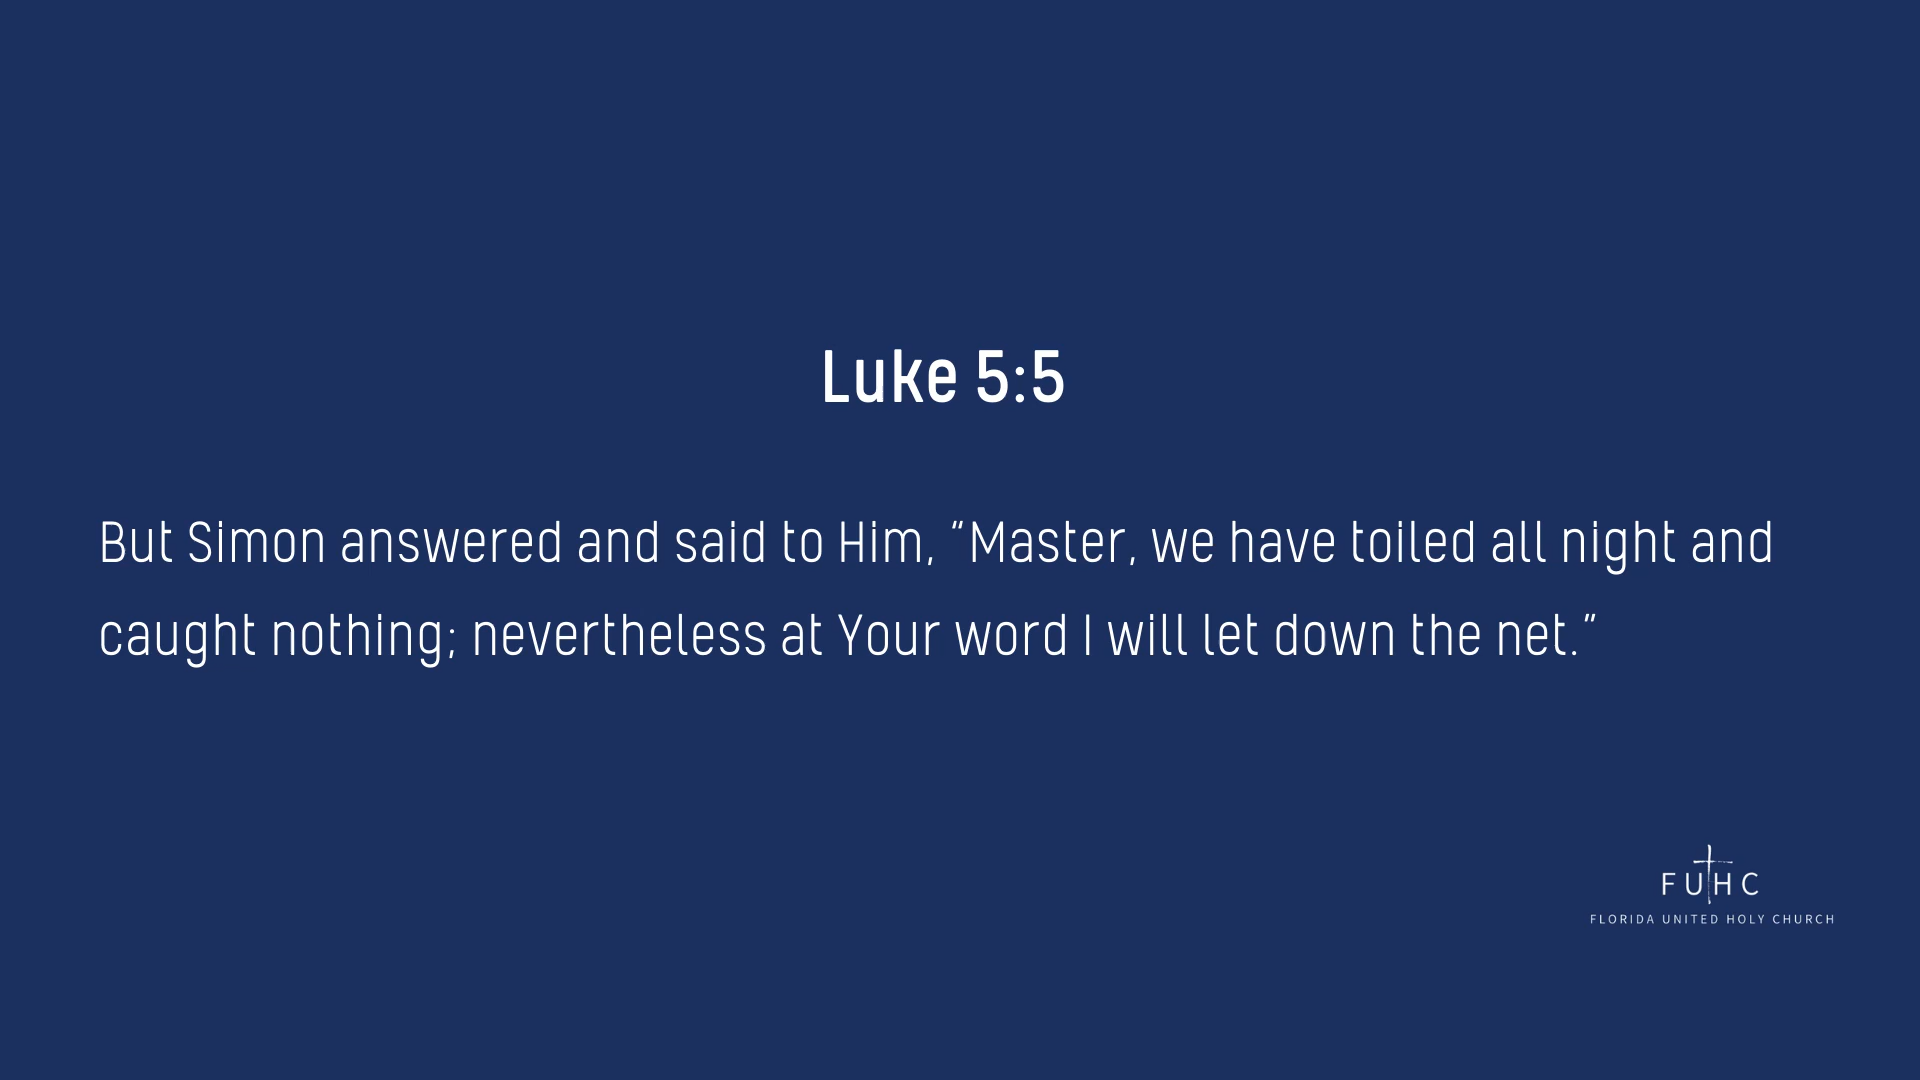 Luke 5:5
But Simon answered and said to Him, “Master, we have toiled all night and
caught nothing; nevertheless at Your word I will let down the net.”
FUHC
FLORIDA UNITED HOLY CHURCH